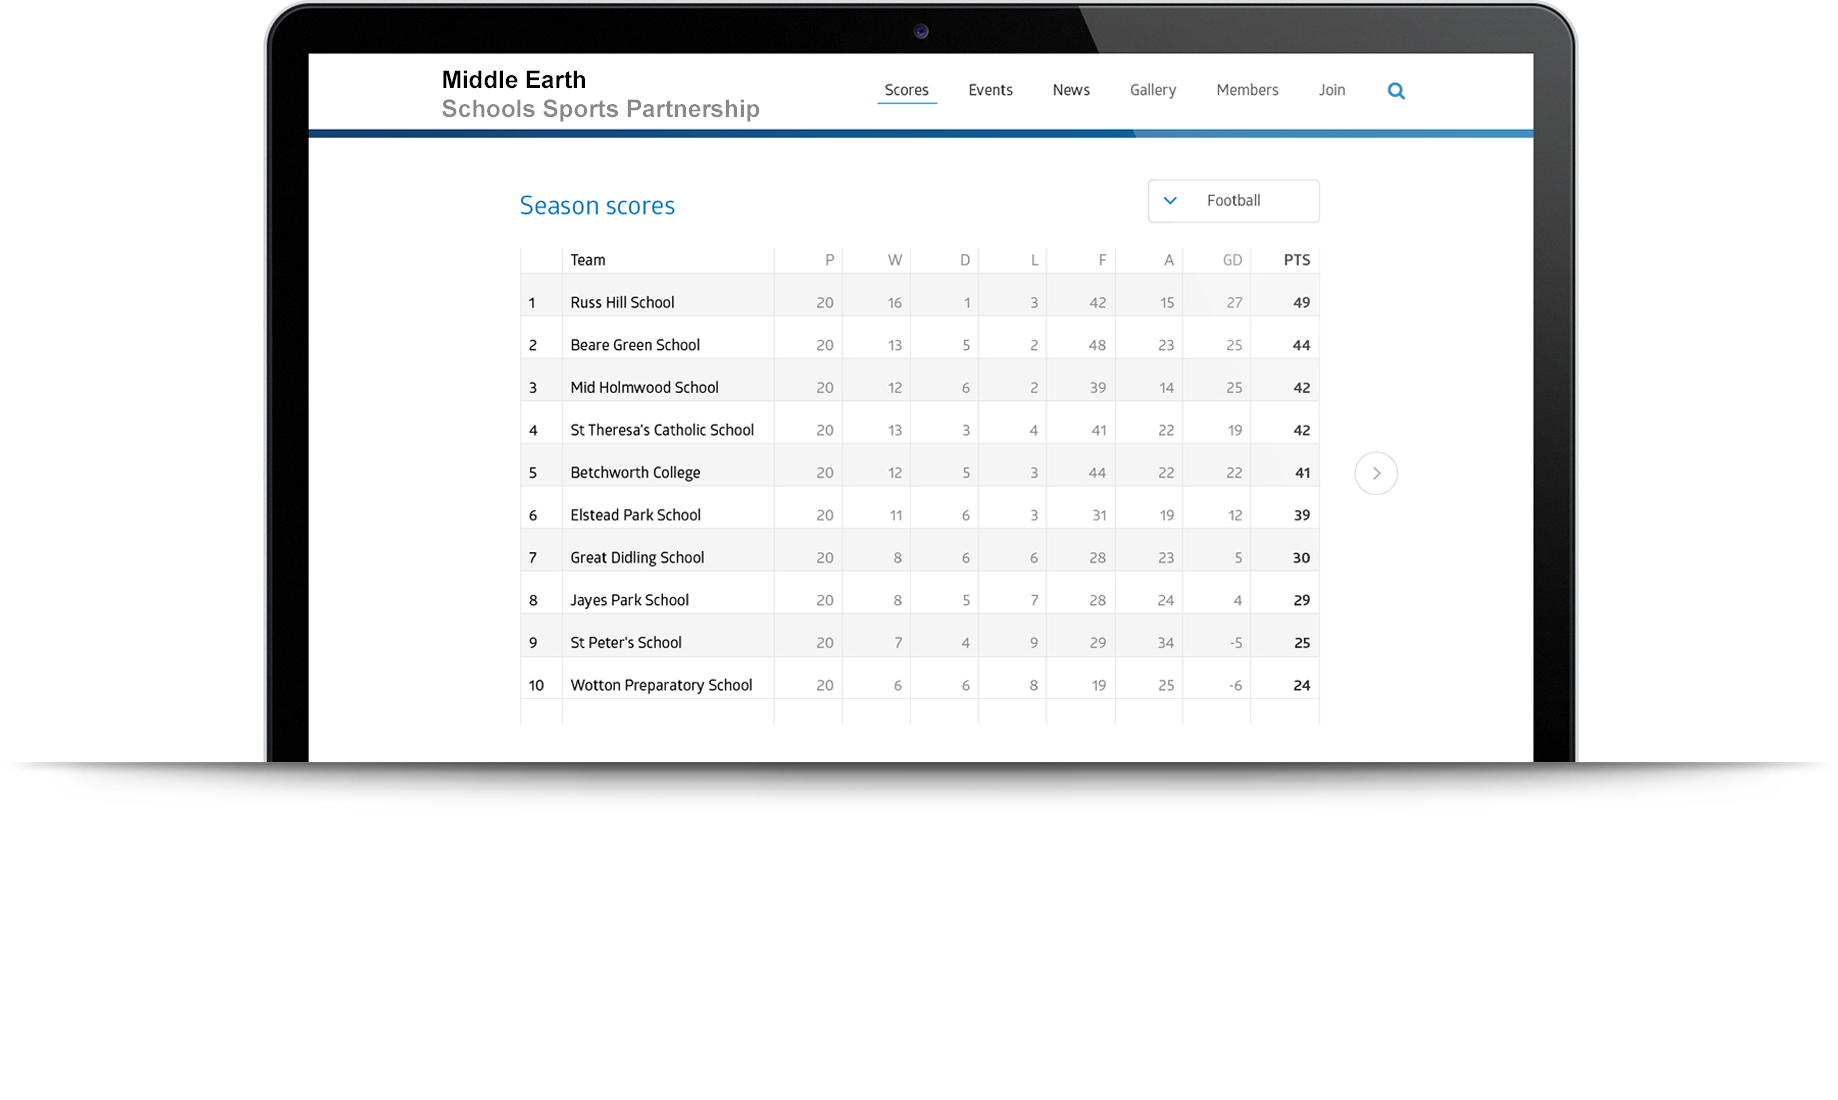 Middle Earth
Schools Sports Partnership
Scores Events News Gallery Members Join
Season scores
Football
Team P W D L F A GD PTS
1 Russ Hill School 20 16 1 3 42 15 27 49
2 Beare Green School 20 13 5 2 48 23 25 44
3 Mid Holmwood School 20 12 6 2 39 14 25 42
4 St Theresa's Catholic School 20 13 3 4 41 22 19 42
5 Betchworth College 20 12 5 3 44 22 22 41
6 Elstead Park School 20 11 6 3 31 19 12 39
7 Great Didling School 20 8 6 6 28 23 5 30
8 Jayes Park School 20 8 5 7 28 24 4 29
9 St Peter's School 20 7 4 9 29 34 -5 25
10 Wotton Preparatory School 20 6 6 8 19 25 -6 24